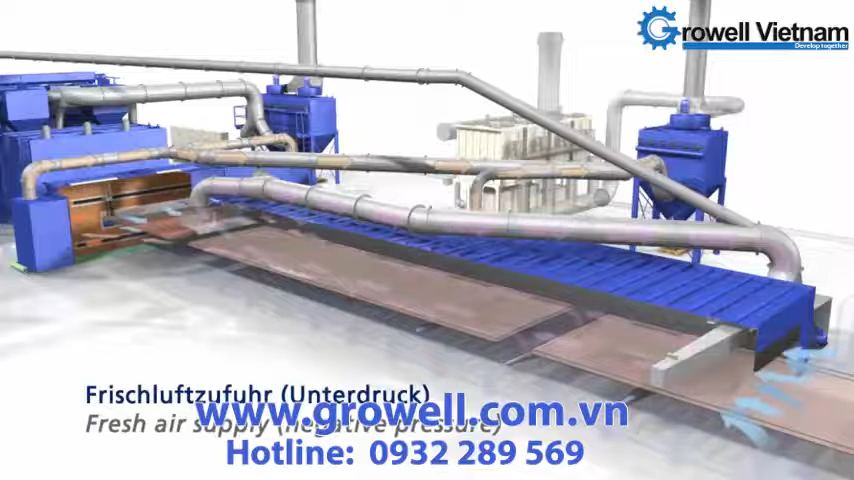 Growell Vietnam
Develop together
Frischluftzufuhr (Unterdruck)
www.growell.com.vn
Fresh air supply (negative pressure)
Hotline: 0932 289 569